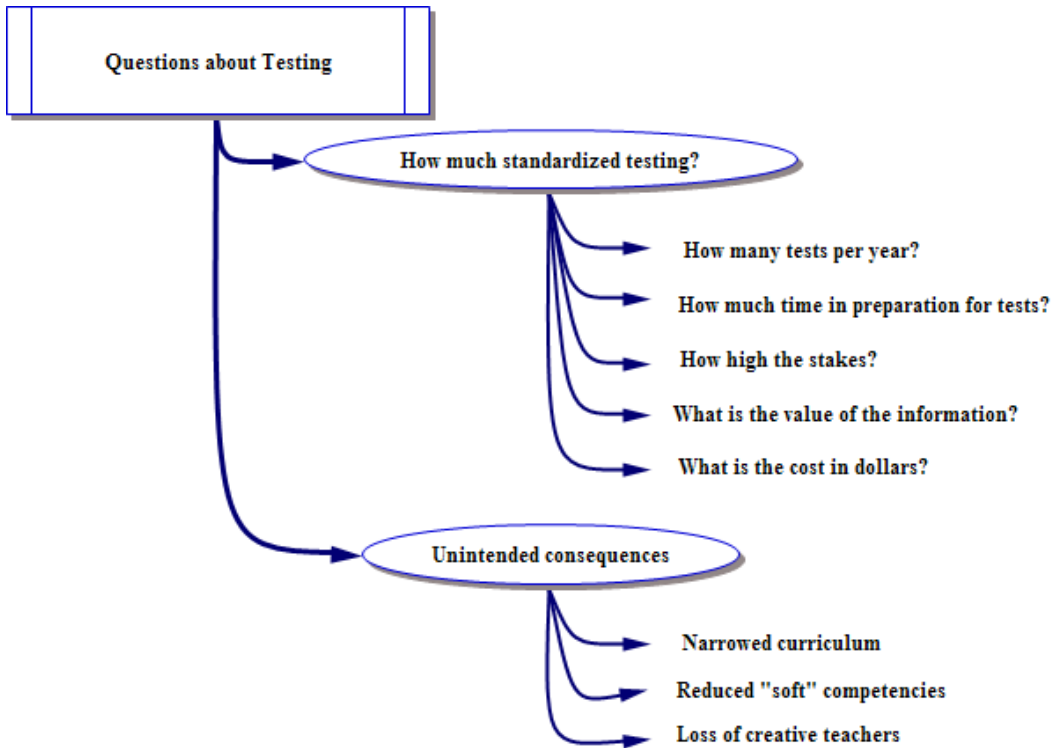 Questions about Testing
How much standardized testing?
How many tests per year?
How much time in preparation for tests?
How high the stakes?
What is the value of the information?
What is the cost in dollars?
Unintended consequences
Narrowed curriculum
Reduced "soft" competencies
Loss of creative teachers